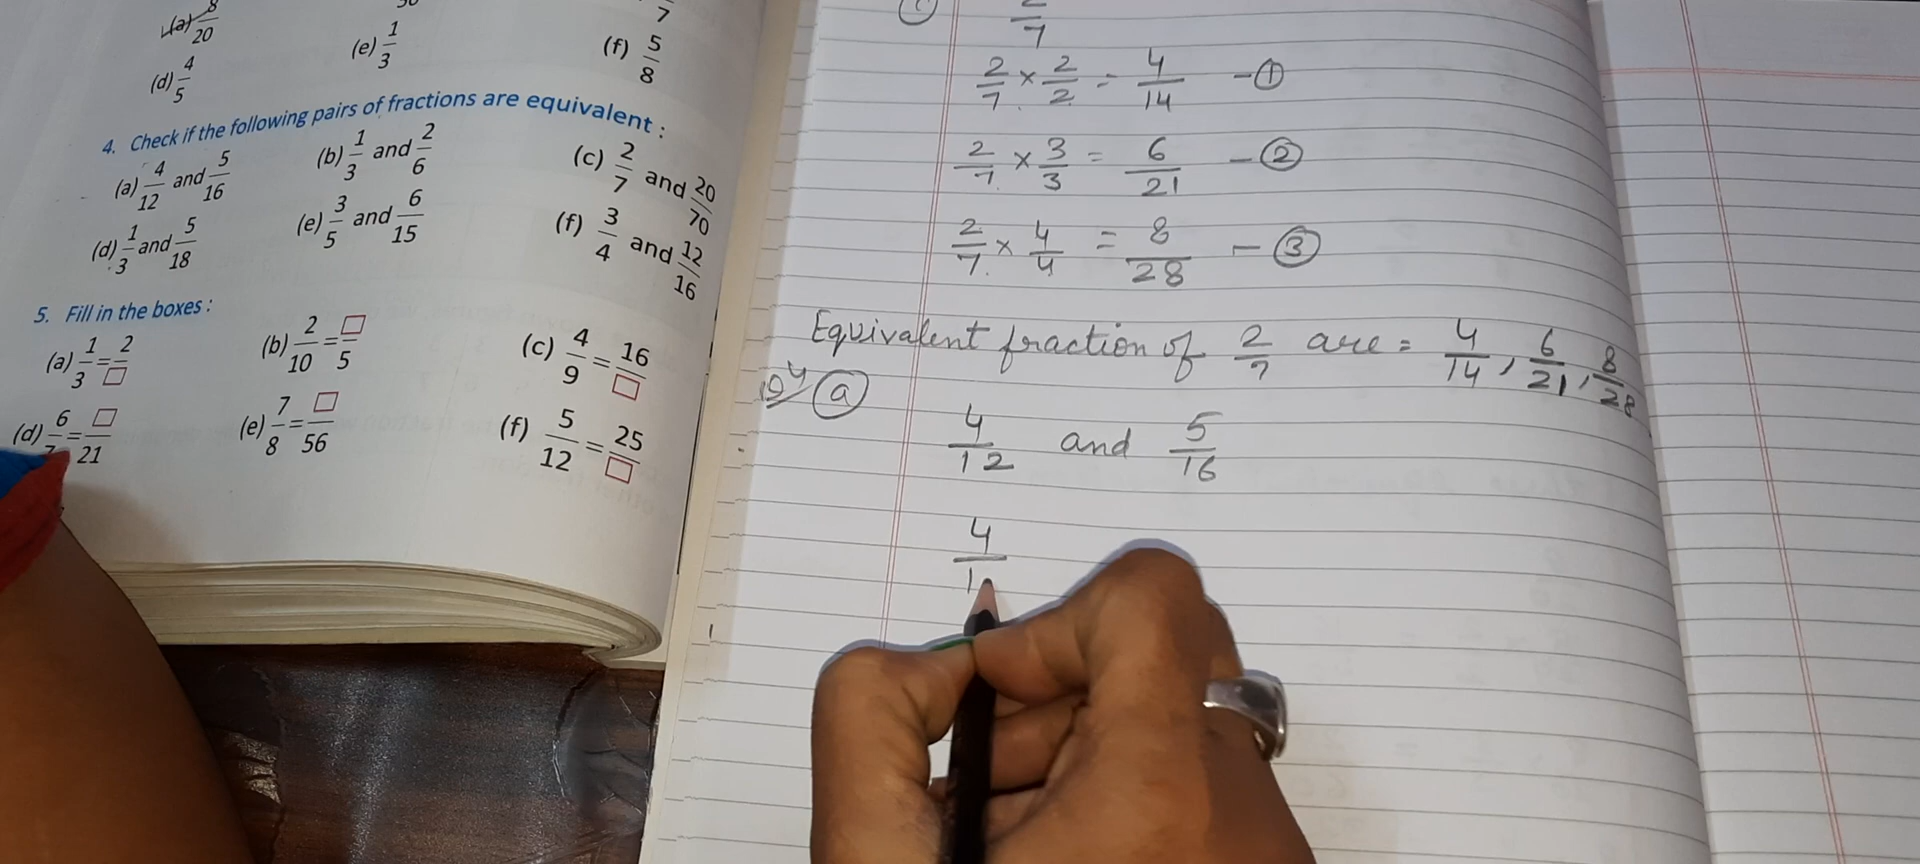 (a) 8/20
(e) 1/3
(f) 5/8
(d) 4/5
4. Check if the following pairs of fractions are equivalent :
(a) 4/12 and 5/16 (b) 1/3 and 2/6 (c) 2/7 and 20/70
(d) 1/3 and 5/18 (e) 3/5 and 6/15 (f) 3/4 and 12/16
5. Fill in the boxes :
(a) 1/3 = 2/□ (b) 2/10 = □/5 (c) 4/9 = 16/□
(d) 6/7 = □/21 (e) 7/8 = □/56 (f) 5/12 = 25/□
2/7
2/7 × 2/2 = 4/14 - ①
2/7 × 3/3 = 6/21 - ②
2/7 × 4/4 = 8/28 - ③
Equivalent fraction of 2/7 are = 4/14, 6/21, 8/28
Q4 (a)
4/12 and 5/16
4/1